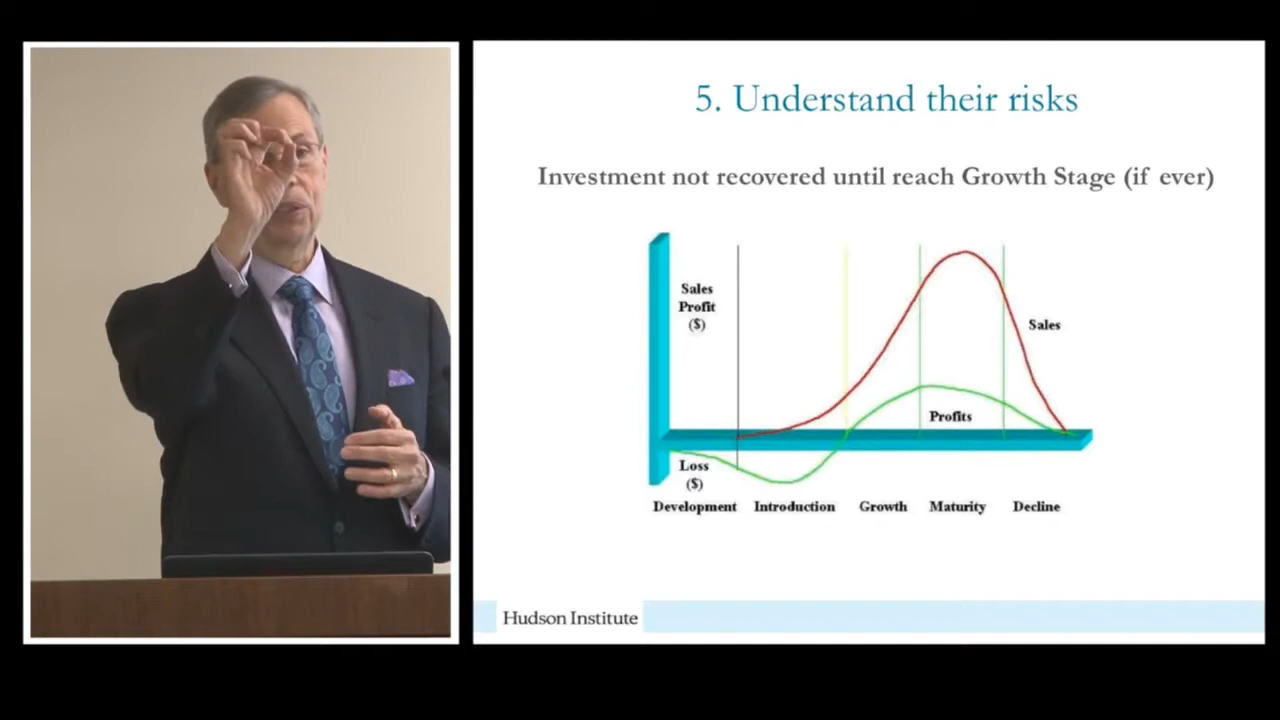 5. Understand their risks
Investment not recovered until reach Growth Stage (if ever)
Sales
Profit
($)
Sales
Profits
Loss
($)
Development Introduction Growth Maturity Decline
Hudson Institute